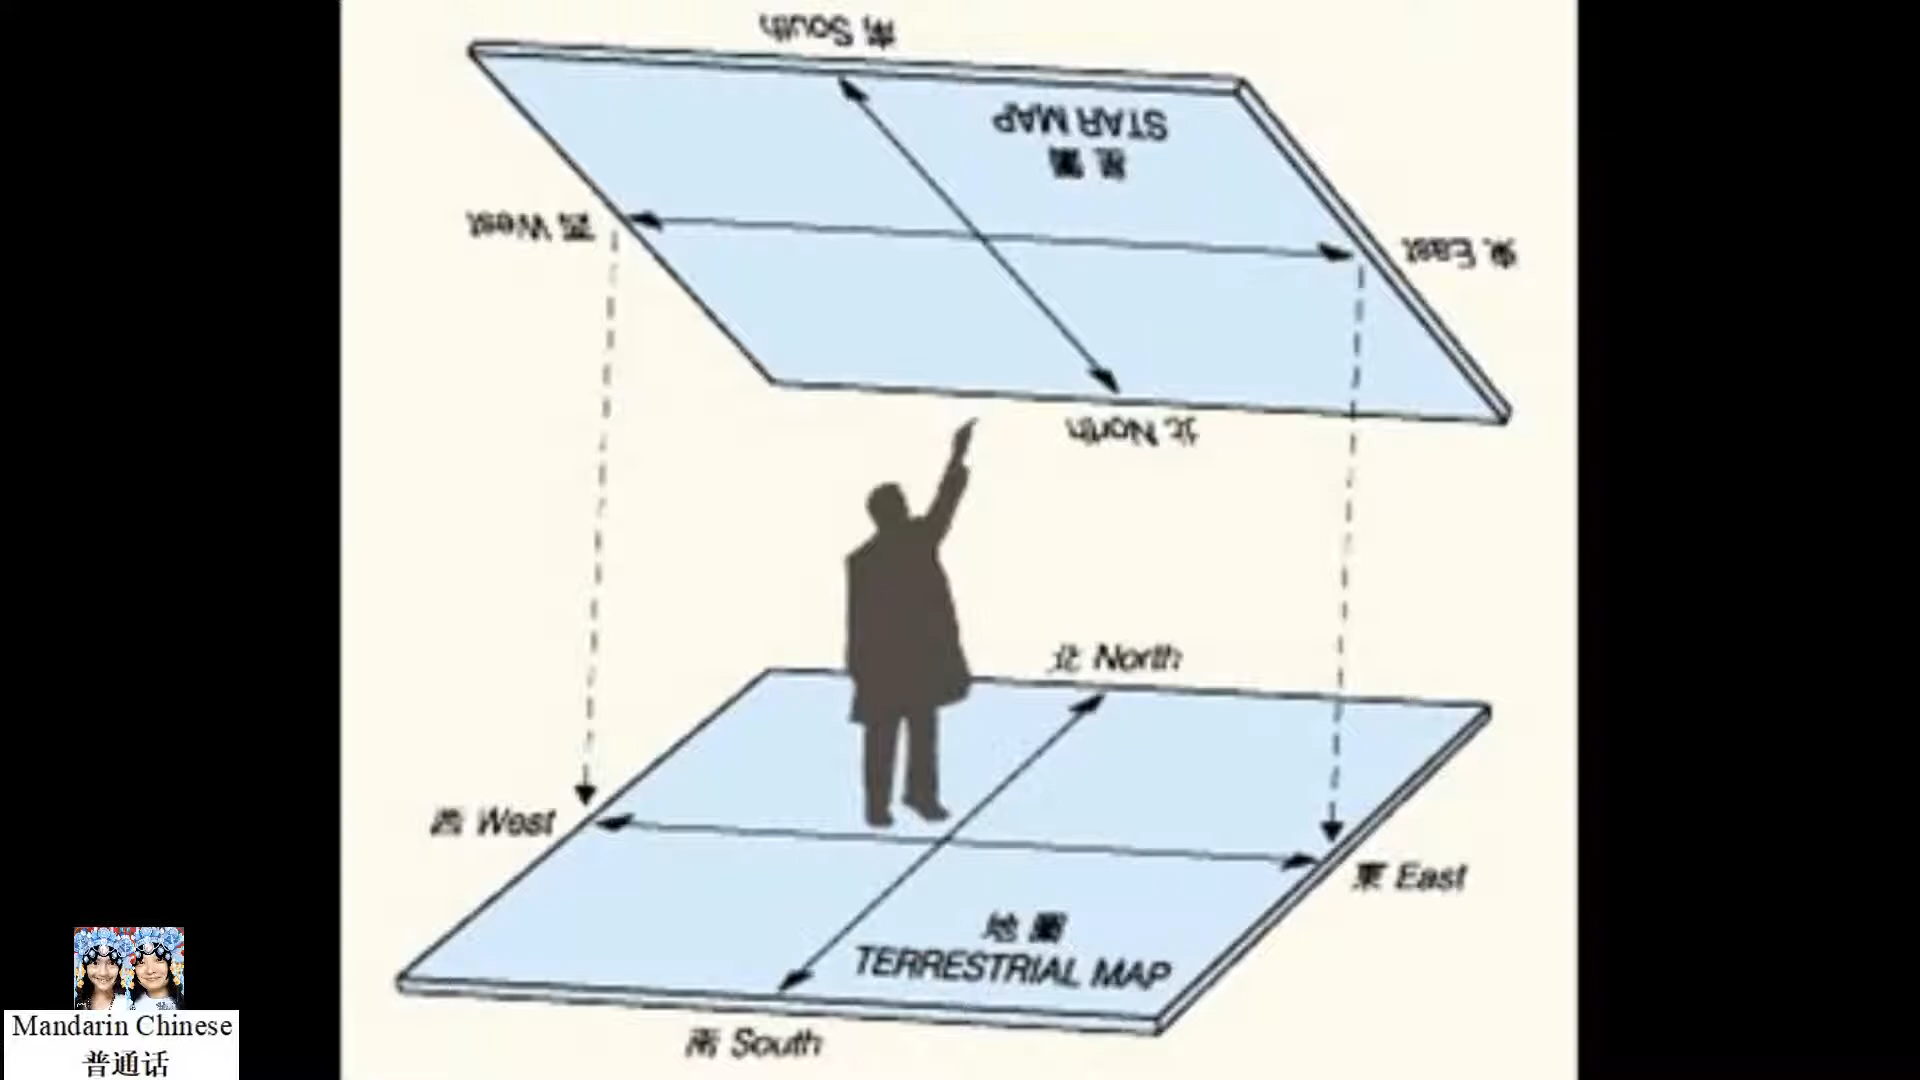 南 South
STAR MAP
星圖
西 West
東 East
北 North
北 North
西 West
東 East
地圖
TERRESTRIAL MAP
南 South
Mandarin Chinese
普通话